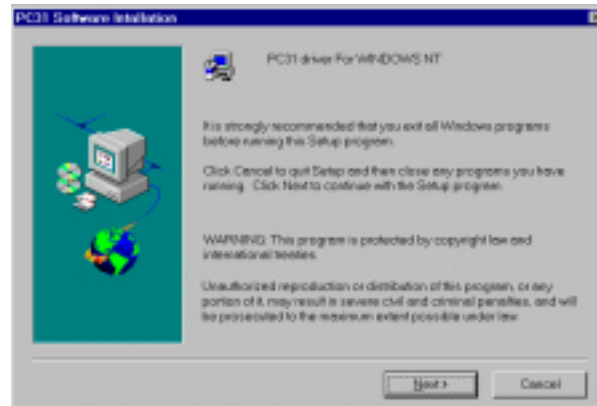 PC31 Software Intallation
PC31 driver For WINDOWS NT
It is strongly recommended that you exit all Windows programs
before running this Setup program.
Click Cancel to quit Setup and then close any programs you have
running. Click Next to continue with the Setup program.
WARNING: This program is protected by copyright law and
international treaties.
Unauthorized reproduction or distribution of this program, or any
portion of it, may result in severe civil and criminal penalties, and will
be prosecuted to the maximum extent possible under law.
Next >
Cancel